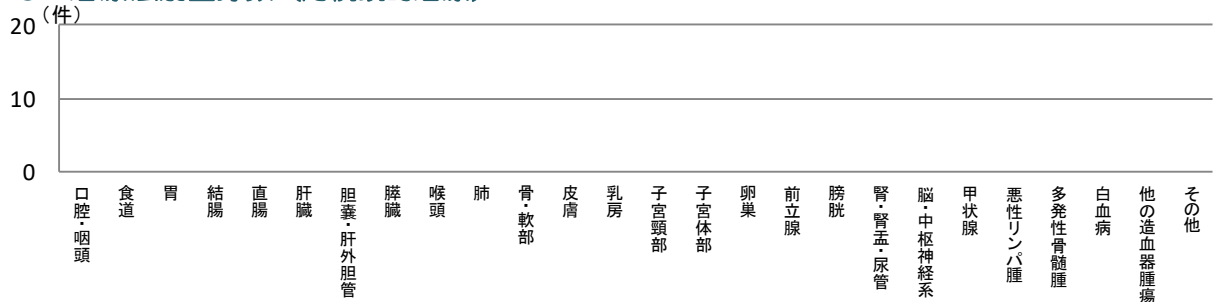 （件）
20
10
0
口腔・咽頭
食道
胃
結腸
直腸
肝臓
胆嚢・肝外胆管
膵臓
喉頭
肺
骨・軟部
皮膚
乳房
子宮頸部
子宮体部
卵巣
前立腺
膀胱
腎・腎盂・尿管
脳・中枢神経系
甲状腺
悪性リンパ腫
多発性骨髄腫
白血病
他の造血器腫瘍
その他